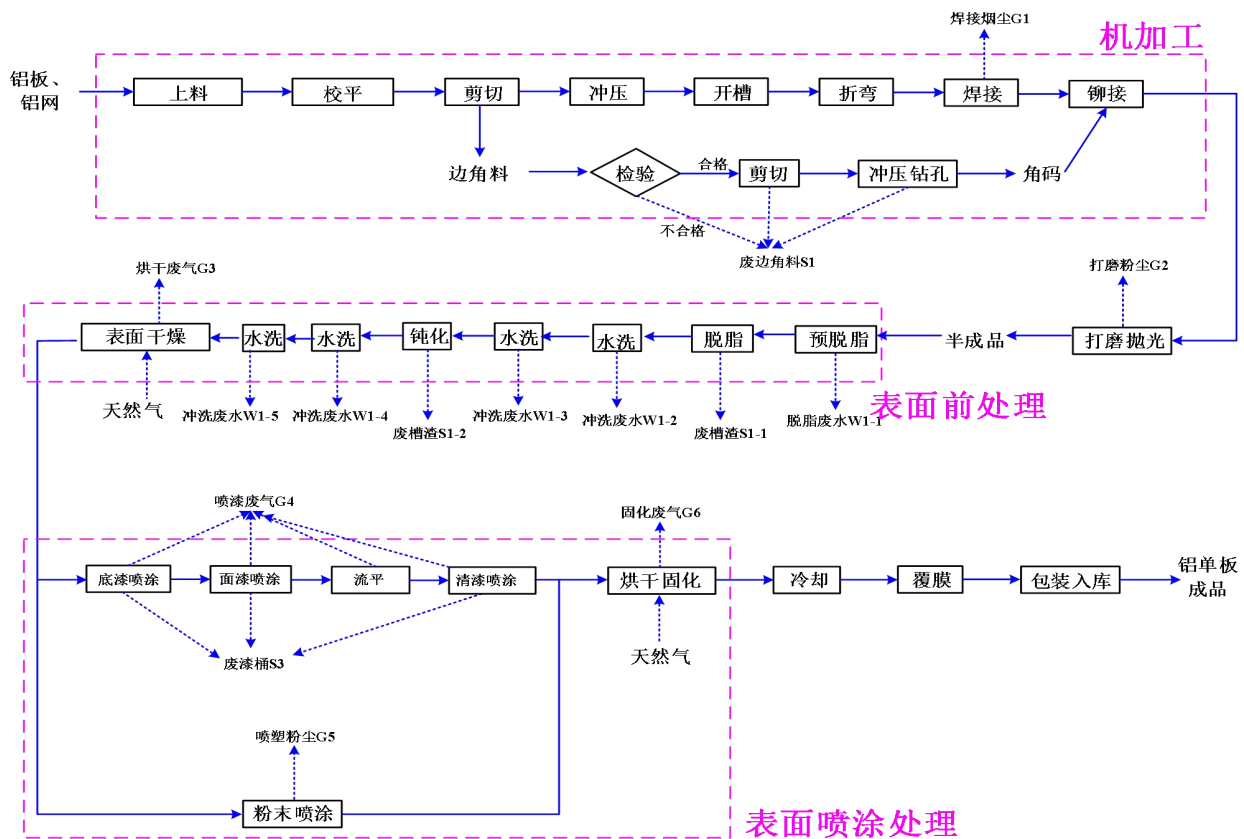 焊接烟尘G1
机加工
铝板、
铝网
上料
校平
剪切
冲压
开槽
折弯
焊接
铆接
边角料
检验
合格
剪切
冲压钻孔
角码
不合格
废边角料S1
烘干废气G3
打磨粉尘G2
表面干燥
水洗
水洗
钝化
水洗
水洗
脱脂
预脱脂
半成品
打磨抛光
天然气
冲洗废水W1-5
冲洗废水W1-4
废槽渣S1-2
冲洗废水W1-3
冲洗废水W1-2
废槽渣S1-1
脱脂废水W1-1
表面前处理
喷漆废气G4
固化废气G6
底漆喷涂
面漆喷涂
流平
清漆喷涂
烘干固化
冷却
覆膜
包装入库
铝单板
成品
废漆桶S3
天然气
喷塑粉尘G5
粉末喷涂
表面喷涂处理